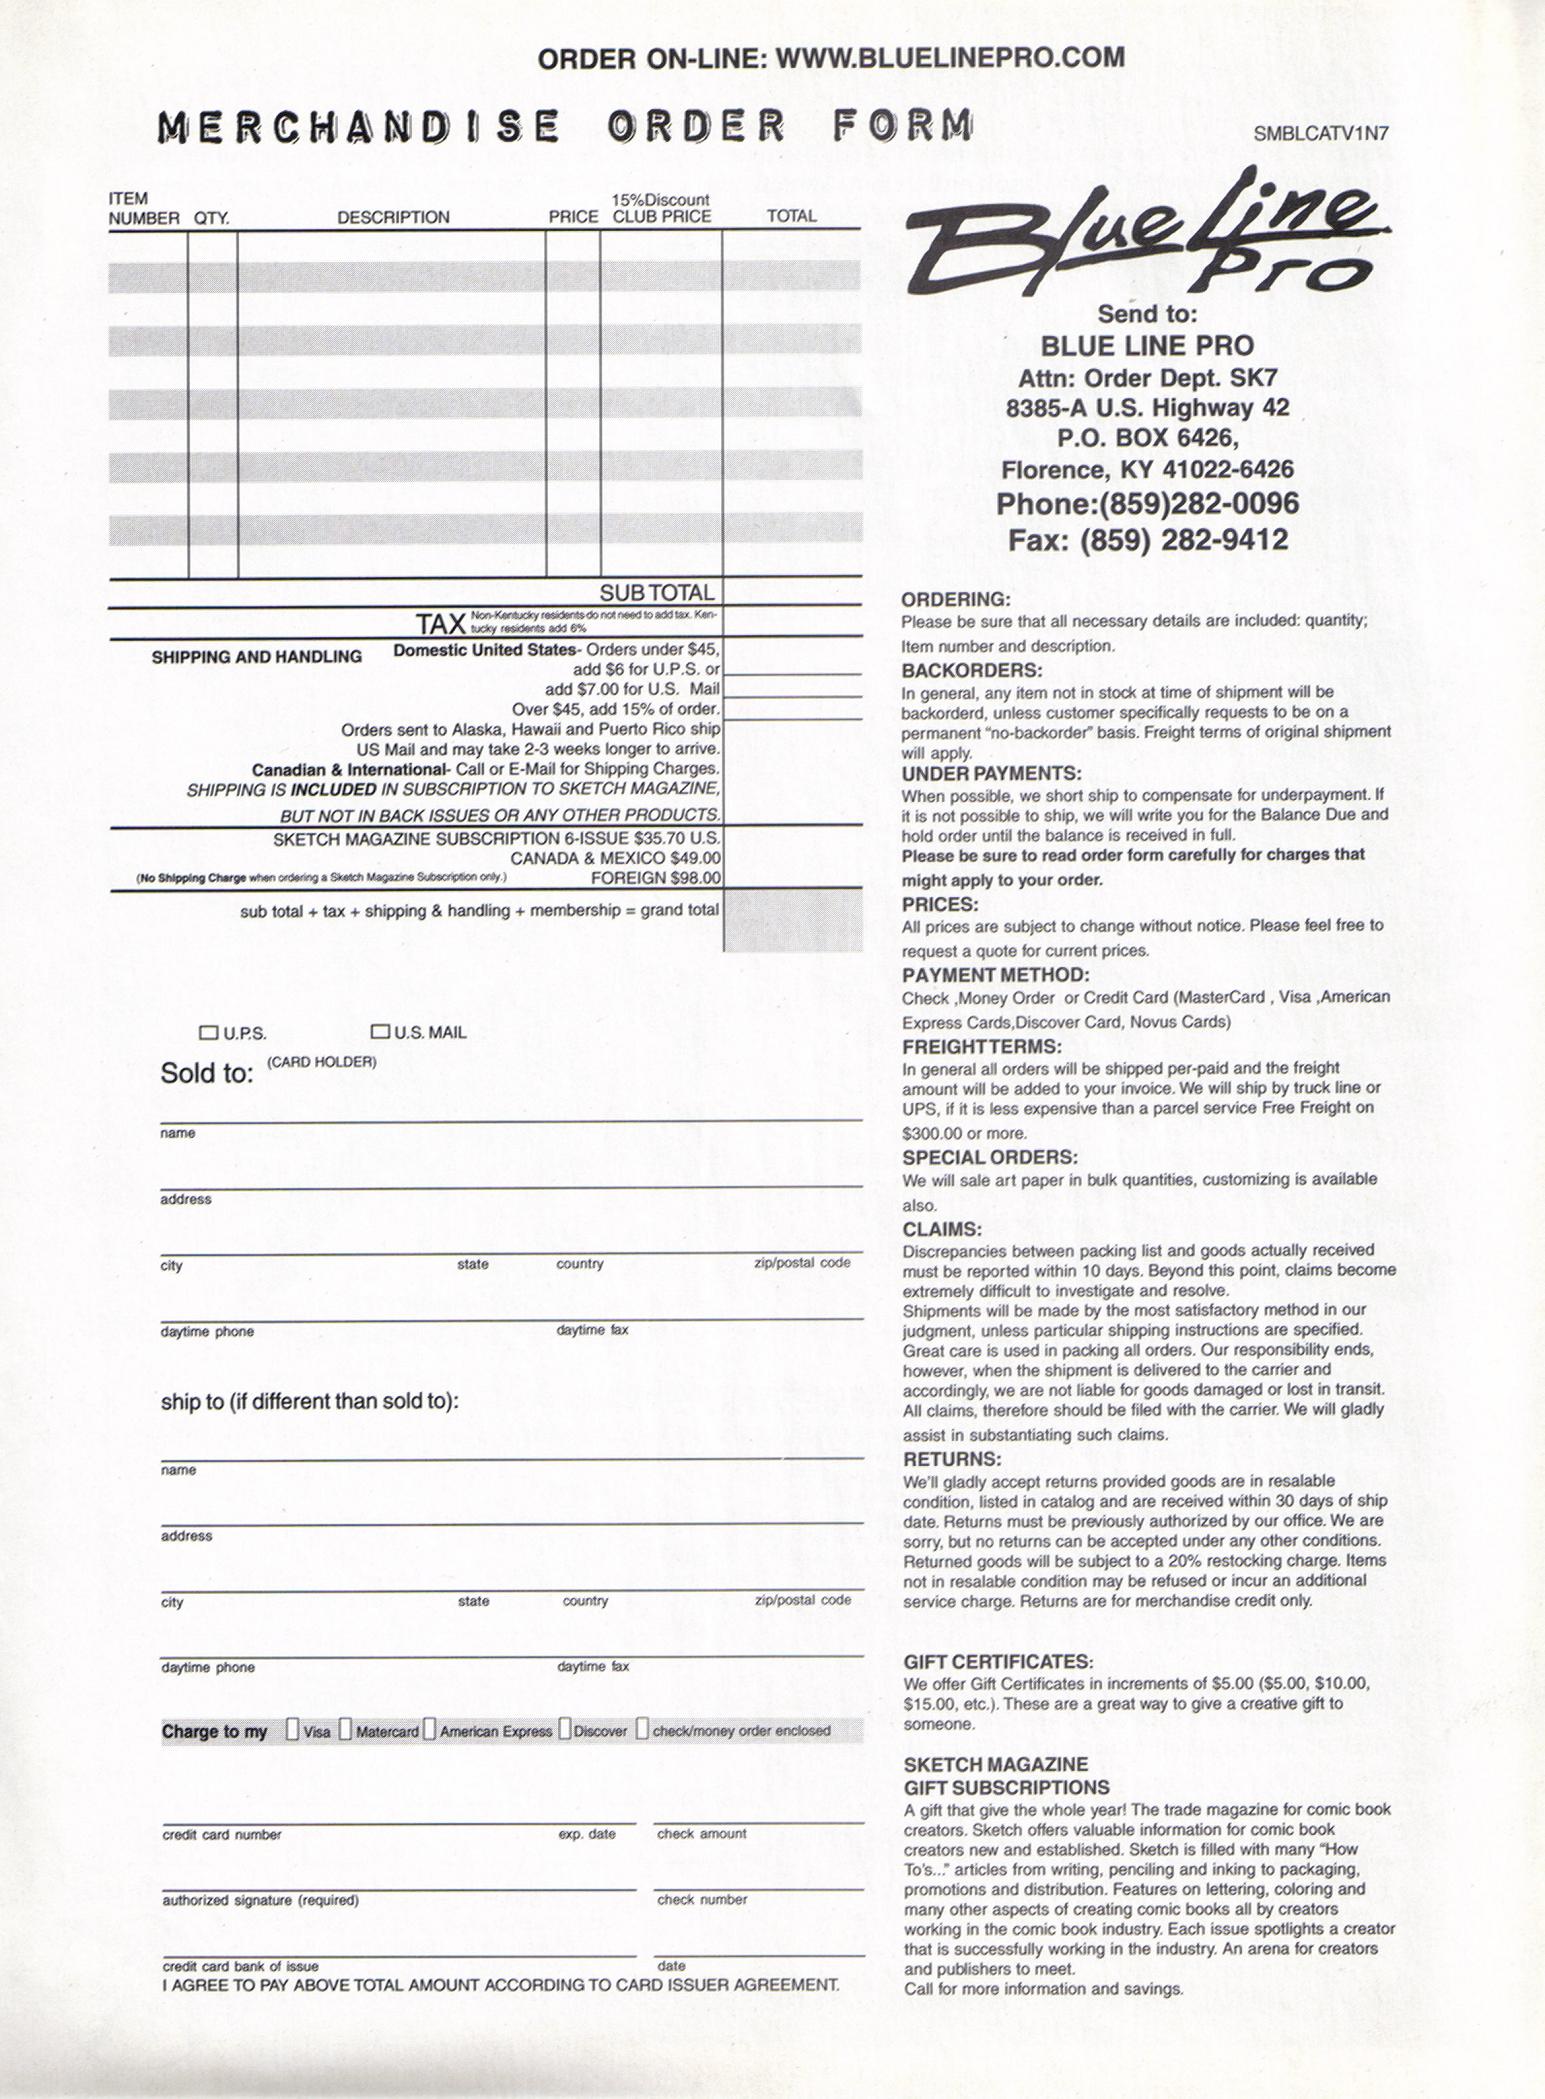 ORDER ON-LINE: WWW.BLUELINEPRO.COM
MERCHANDISE ORDER FORM
SMBLCATV1N7
ITEM NUMBER QTY. DESCRIPTION PRICE 15%Discount CLUB PRICE TOTAL
SUB TOTAL
TAX Non-Kentucky residents do not need to add tax. Ken-
tucky residents add 6%
SHIPPING AND HANDLING Domestic United States- Orders under $45,
add $6 for U.P.S. or
add $7.00 for U.S. Mail
Over $45, add 15% of order.
Orders sent to Alaska, Hawaii and Puerto Rico ship
US Mail and may take 2-3 weeks longer to arrive.
Canadian & International- Call or E-Mail for Shipping Charges.
SHIPPING IS INCLUDED IN SUBSCRIPTION TO SKETCH MAGAZINE,
BUT NOT IN BACK ISSUES OR ANY OTHER PRODUCTS.
SKETCH MAGAZINE SUBSCRIPTION 6-ISSUE $35.70 U.S.
CANADA & MEXICO $49.00
(No Shipping Charge when ordering a Sketch Magazine Subscription only.) FOREIGN $98.00
sub total + tax + shipping & handling + membership = grand total
U.P.S. U.S. MAIL
Sold to: (CARD HOLDER)
name
address
city state country zip/postal code
daytime phone daytime fax
ship to (if different than sold to):
name
address
city state country zip/postal code
daytime phone daytime fax
Charge to my Visa Matercard American Express Discover check/money order enclosed
credit card number exp. date check amount
authorized signature (required) check number
credit card bank of issue date
I AGREE TO PAY ABOVE TOTAL AMOUNT ACCORDING TO CARD ISSUER AGREEMENT.
Blue Line
Pro
Send to:
BLUE LINE PRO
Attn: Order Dept. SK7
8385-A U.S. Highway 42
P.O. BOX 6426,
Florence, KY 41022-6426
Phone:(859)282-0096
Fax: (859) 282-9412
ORDERING:
Please be sure that all necessary details are included: quantity;
Item number and description.
BACKORDERS:
In general, any item not in stock at time of shipment will be
backorderd, unless customer specifically requests to be on a
permanent “no-backorder” basis. Freight terms of original shipment
will apply.
UNDER PAYMENTS:
When possible, we short ship to compensate for underpayment. If
it is not possible to ship, we will write you for the Balance Due and
hold order until the balance is received in full.
Please be sure to read order form carefully for charges that
might apply to your order.
PRICES:
All prices are subject to change without notice. Please feel free to
request a quote for current prices.
PAYMENT METHOD:
Check ,Money Order or Credit Card (MasterCard , Visa ,American
Express Cards,Discover Card, Novus Cards)
FREIGHT TERMS:
In general all orders will be shipped per-paid and the freight
amount will be added to your invoice. We will ship by truck line or
UPS, if it is less expensive than a parcel service Free Freight on
$300.00 or more.
SPECIAL ORDERS:
We will sale art paper in bulk quantities, customizing is available
also.
CLAIMS:
Discrepancies between packing list and goods actually received
must be reported within 10 days. Beyond this point, claims become
extremely difficult to investigate and resolve.
Shipments will be made by the most satisfactory method in our
judgment, unless particular shipping instructions are specified.
Great care is used in packing all orders. Our responsibility ends,
however, when the shipment is delivered to the carrier and
accordingly, we are not liable for goods damaged or lost in transit.
All claims, therefore should be filed with the carrier. We will gladly
assist in substantiating such claims.
RETURNS:
We'll gladly accept returns provided goods are in resalable
condition, listed in catalog and are received within 30 days of ship
date. Returns must be previously authorized by our office. We are
sorry, but no returns can be accepted under any other conditions.
Returned goods will be subject to a 20% restocking charge. Items
not in resalable condition may be refused or incur an additional
service charge. Returns are for merchandise credit only.
GIFT CERTIFICATES:
We offer Gift Certificates in increments of $5.00 ($5.00, $10.00,
$15.00, etc.). These are a great way to give a creative gift to
someone.
SKETCH MAGAZINE
GIFT SUBSCRIPTIONS
A gift that give the whole year! The trade magazine for comic book
creators. Sketch offers valuable information for comic book
creators new and established. Sketch is filled with many “How
To's...” articles from writing, penciling and inking to packaging,
promotions and distribution. Features on lettering, coloring and
many other aspects of creating comic books all by creators
working in the comic book industry. Each issue spotlights a creator
that is successfully working in the industry. An arena for creators
and publishers to meet.
Call for more information and savings.